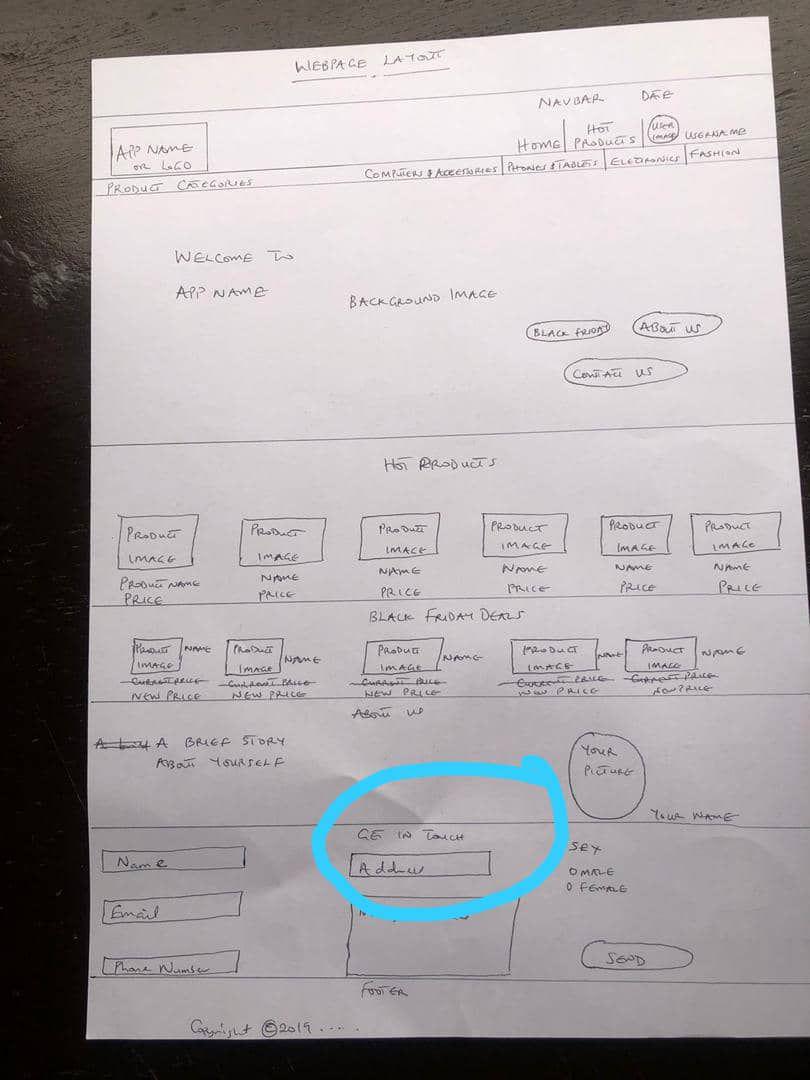 WEBPAGE LAYOUT
NAVBAR DATE
APP NAME
OR LOGO
HOME HOT PRODUCTS USER IMAGE USERNAME
PRODUCT CATEGORIES COMPUTERS & ACCESSORIES PHONES & TABLETS ELECTRONICS FASHION
WELCOME TO
APP NAME
BACKGROUND IMAGE
BLACK FRIDAY ABOUT US
CONTACT US
HOT PRODUCTS
PRODUCT PRODUCT PRODUCT PRODUCT PRODUCT PRODUCT
IMAGE IMAGE IMAGE IMAGE IMAGE IMAGE
PRODUCT NAME NAME NAME NAME NAME NAME
PRICE PRICE PRICE PRICE PRICE PRICE
BLACK FRIDAY DEALS
PRODUCT NAME PRODUCT NAME PRODUCT NAME PRODUCT NAME PRODUCT NAME
IMAGE IMAGE IMAGE IMAGE IMAGE
CURRENT PRICE CURRENT PRICE CURRENT PRICE CURRENT PRICE CURRENT PRICE
NEW PRICE NEW PRICE NEW PRICE NOW PRICE NOW PRICE
ABOUT US
A BRIEF STORY
ABOUT YOURSELF
YOUR
PICTURE
YOUR NAME
GE IN TOUCH
Name Address SEX
O MALE
O FEMALE
Email
Phone Number SEND
FOOTER
Copyright ©2019 ....